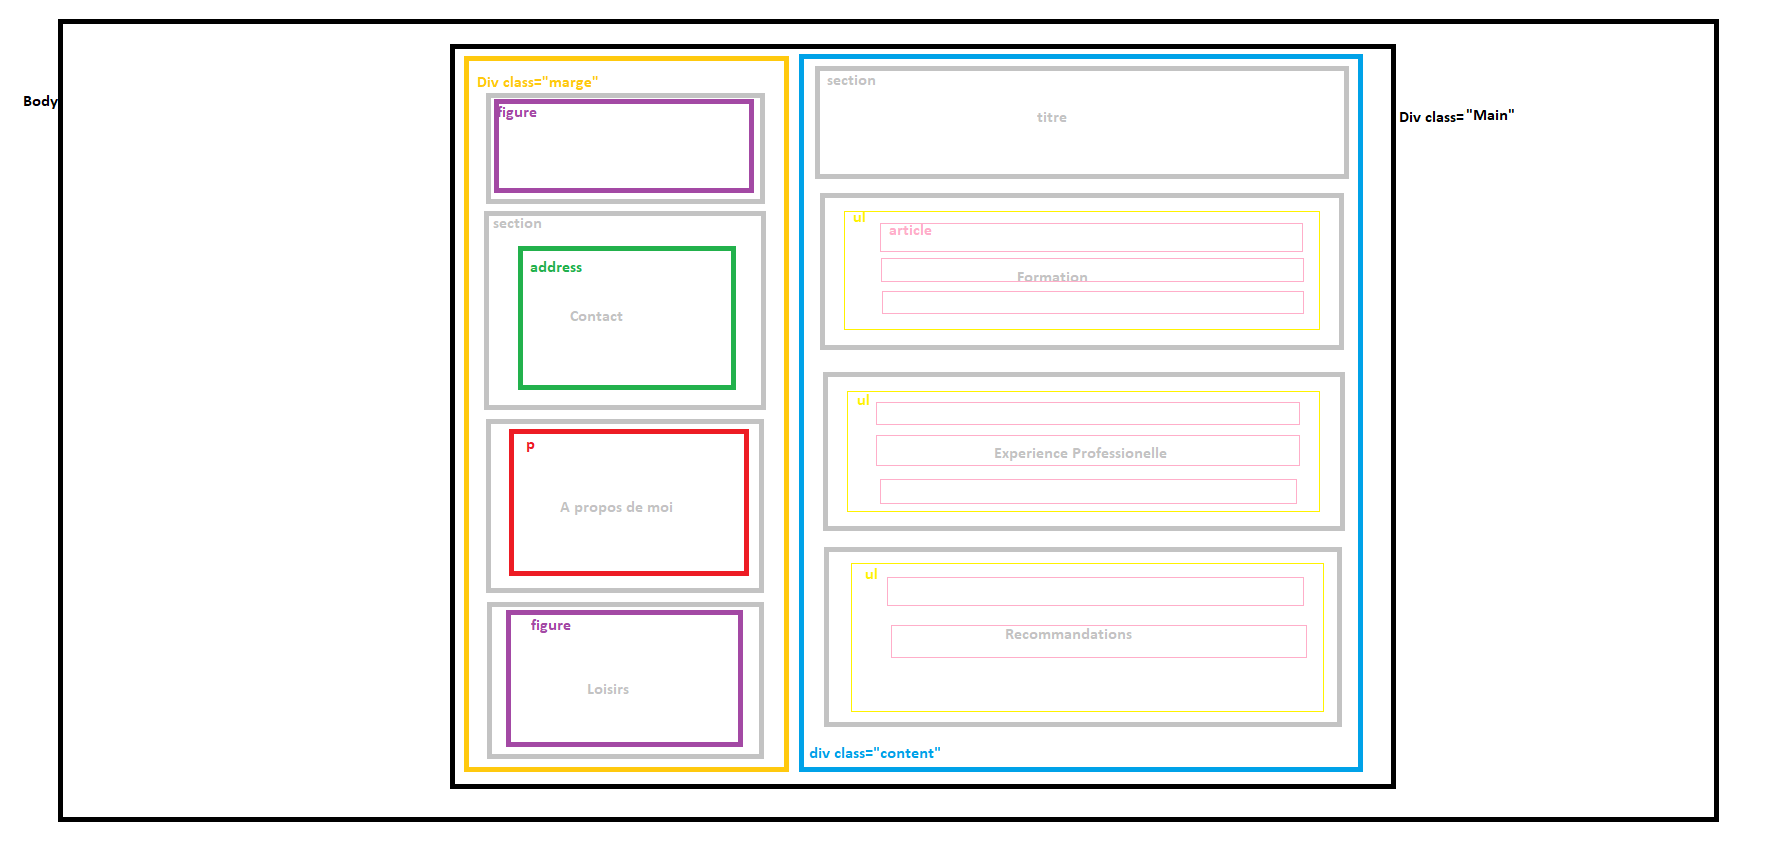 Body
Div class="marge"
figure
section
address
Contact
p
A propos de moi
figure
Loisirs
section
titre
ul
article
Formation
ul
Experience Professionelle
ul
Recommandations
div class="content"
Div class="Main"